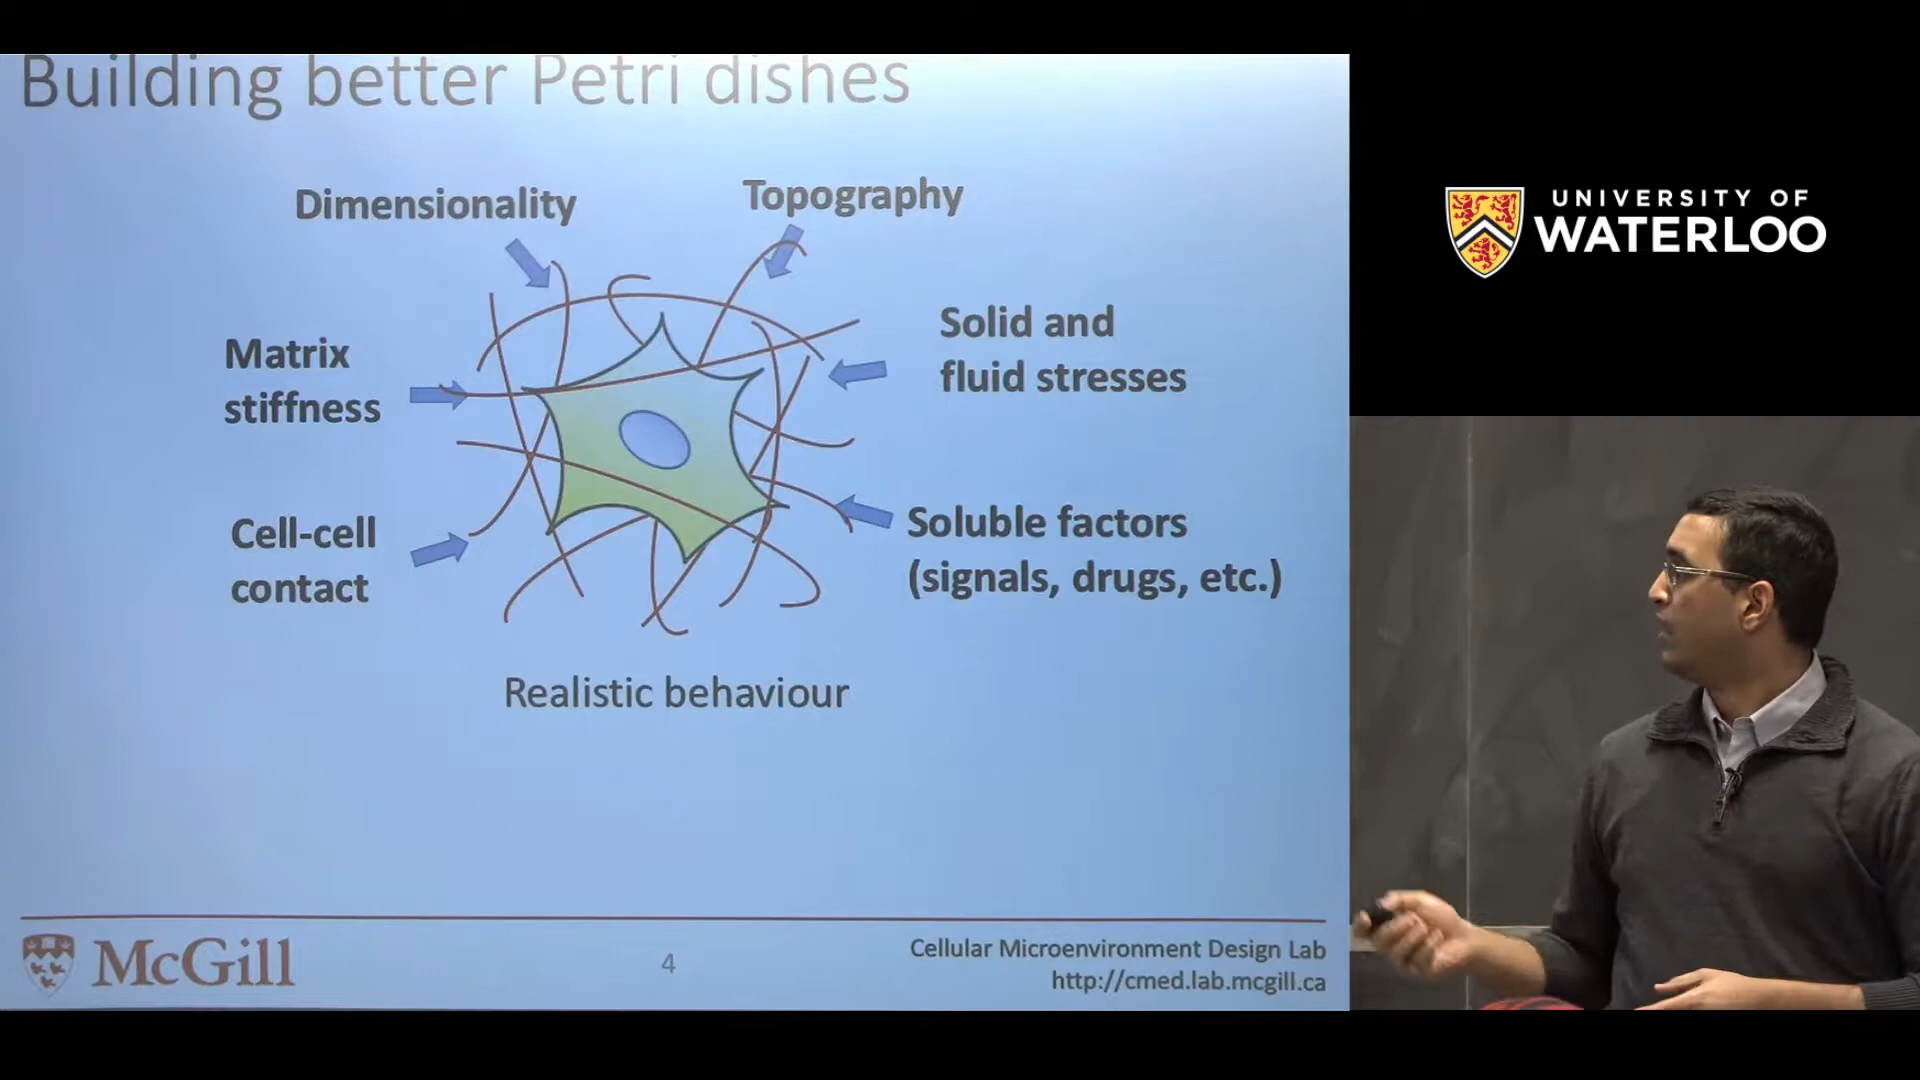 Building better Petri dishes
Dimensionality
Topography
Matrix
stiffness
Solid and
fluid stresses
Cell-cell
contact
Soluble factors
(signals, drugs, etc.)
Realistic behaviour
McGill
4
Cellular Microenvironment Design Lab
http://cmed.lab.mcgill.ca
UNIVERSITY OF
WATERLOO